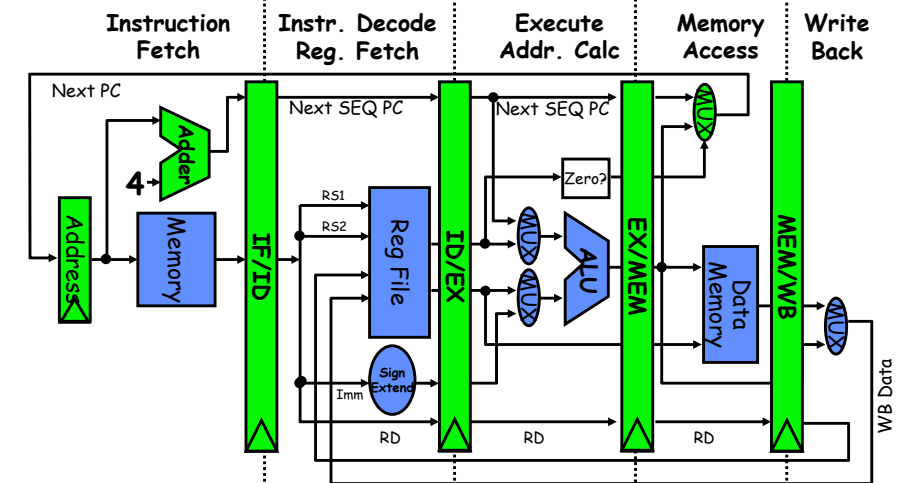 Instruction
Fetch
Instr. Decode
Reg. Fetch
Execute
Addr. Calc
Memory
Access
Write
Back
Next PC
Next SEQ PC
Next SEQ PC
MUX
Adder
4
Zero?
RS1
RS2
Address
Memory
IF/ID
Reg File
ID/EX
MUX
MUX
ALU
EX/MEM
Data
Memory
MEM/WB
MUX
Sign
Extend
Imm
RD
RD
RD
WB Data